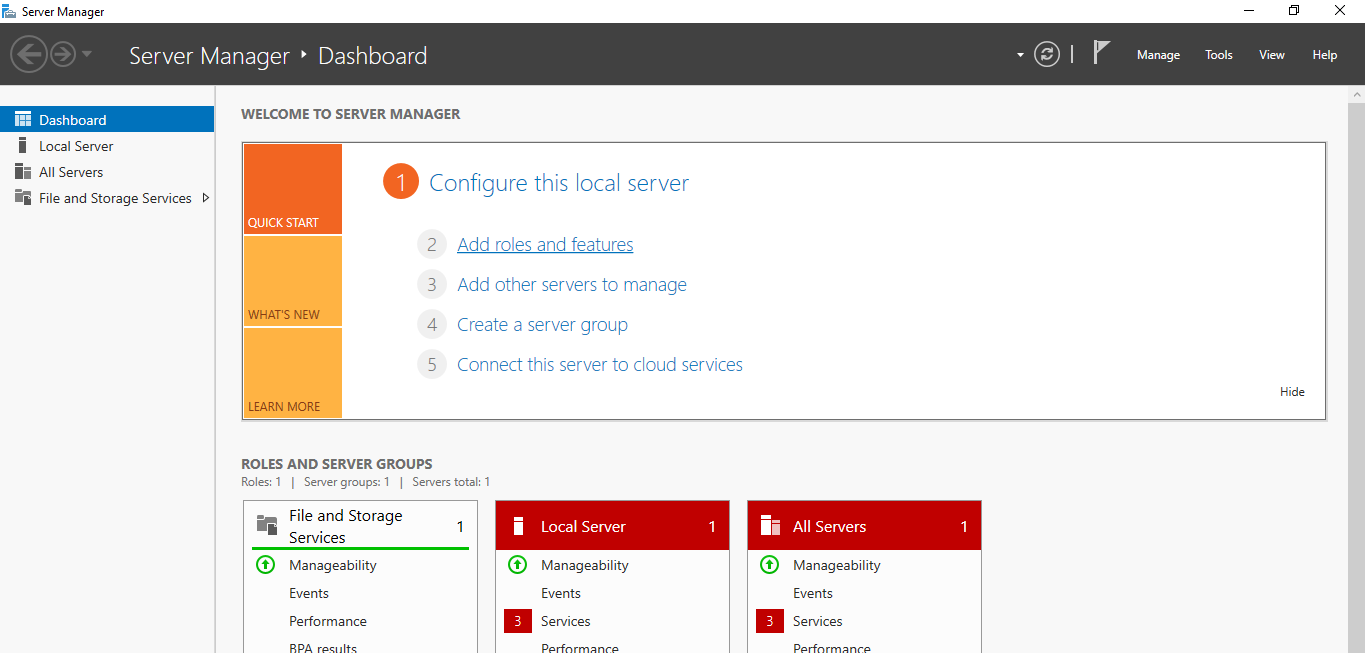 Server Manager
Server Manager ‣ Dashboard
Manage Tools View Help
Dashboard
Local Server
All Servers
File and Storage Services
WELCOME TO SERVER MANAGER
QUICK START
WHAT'S NEW
LEARN MORE
1 Configure this local server
2 Add roles and features
3 Add other servers to manage
4 Create a server group
5 Connect this server to cloud services
Hide
ROLES AND SERVER GROUPS
Roles: 1 | Server groups: 1 | Servers total: 1
File and Storage
Services 1
Manageability
Events
Performance
BPA results
Local Server 1
Manageability
Events
3 Services
Performance
All Servers 1
Manageability
Events
3 Services
Performance